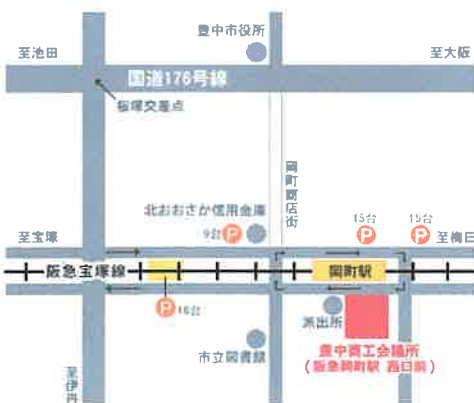 豊中市役所
至池田
至大阪
国道176号線
桜塚交差点
岡町商店街
北おおさか信用金庫
9台 P
15台
P
15台
P
至宝塚
至梅田
阪急宝塚線
岡町駅
P 16台
派出所
市立図書館
豊中商工会議所
(阪急岡町駅 西口前)
至伊丹